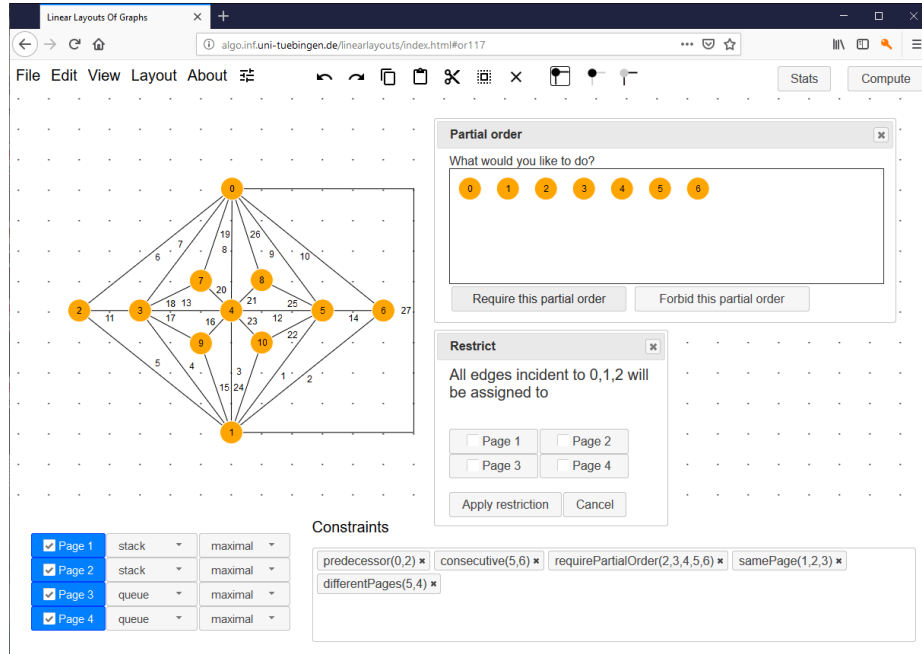 Linear Layouts Of Graphs
algo.inf.uni-tuebingen.de/linearlayouts/index.html#or117
File Edit View Layout About
Stats Compute
Partial order
What would you like to do?
0 1 2 3 4 5 6
Require this partial order Forbid this partial order
0
19 26
7 8 9 10
6
7 8
20 21
18 13 25
2 3 4 5 6 27
11 17 16 23 12 14
22
9 10
5 4 3 1 2
15 24
1
Restrict
All edges incident to 0,1,2 will
be assigned to
Page 1 Page 2
Page 3 Page 4
Apply restriction Cancel
Constraints
predecessor(0,2) consecutive(5,6) requirePartialOrder(2,3,4,5,6) samePage(1,2,3)
differentPages(5,4)
Page 1 stack maximal
Page 2 stack maximal
Page 3 queue maximal
Page 4 queue maximal